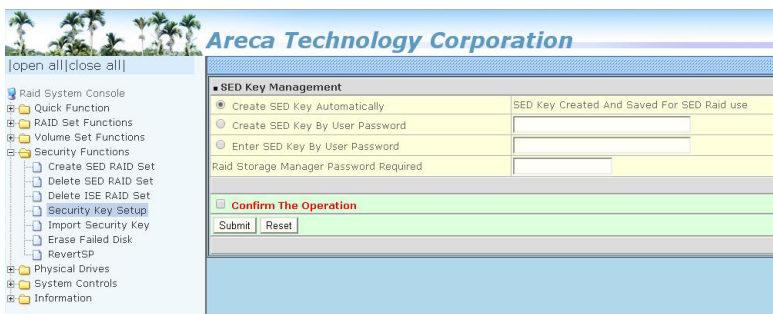 Areca Technology Corporation
|open all|close all|
Raid System Console
Quick Function
RAID Set Functions
Volume Set Functions
Security Functions
Create SED RAID Set
Delete SED RAID Set
Delete ISE RAID Set
Security Key Setup
Import Security Key
Erase Failed Disk
RevertSP
Physical Drives
System Controls
Information
SED Key Management
Create SED Key Automatically SED Key Created And Saved For SED Raid use
Create SED Key By User Password
Enter SED Key By User Password
Raid Storage Manager Password Required
Confirm The Operation
Submit Reset